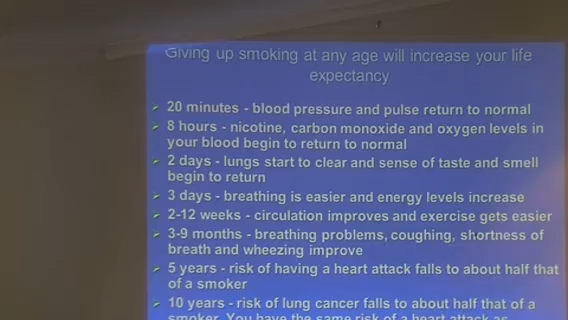 Giving up smoking at any age will increase your life
expectancy
20 minutes - blood pressure and pulse return to normal
8 hours - nicotine, carbon monoxide and oxygen levels in
your blood begin to return to normal
2 days - lungs start to clear and sense of taste and smell
begin to return
3 days - breathing is easier and energy levels increase
2-12 weeks - circulation improves and exercise gets easier
3-9 months - breathing problems, coughing, shortness of
breath and wheezing improve
5 years - risk of having a heart attack falls to about half that
of a smoker
10 years - risk of lung cancer falls to about half that of a
smoker. You have the same risk of a heart attack as